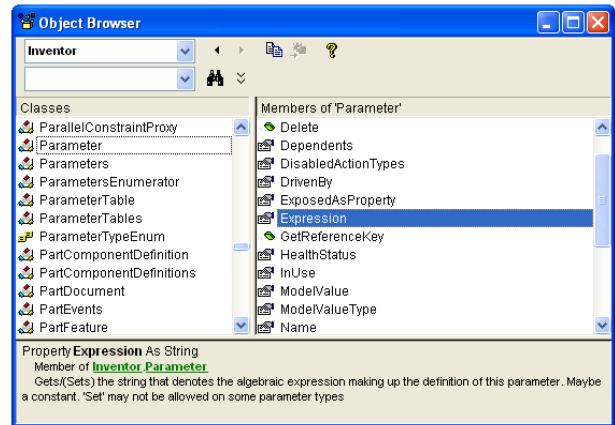 Object Browser
Inventor
Classes
Members of 'Parameter'
ParallelConstraintProxy
Parameter
Parameters
ParametersEnumerator
ParameterTable
ParameterTables
ParameterTypeEnum
PartComponentDefinition
PartComponentDefinitions
PartDocument
PartEvents
PartFeature
Delete
Dependents
DisabledActionTypes
DrivenBy
ExposedAsProperty
Expression
GetReferenceKey
HealthStatus
InUse
ModelValue
ModelValueType
Name
Property Expression As String
Member of Inventor.Parameter
Gets/(Sets) the string that denotes the algebraic expression making up the definition of this parameter. Maybe
a constant. 'Set' may not be allowed on some parameter types